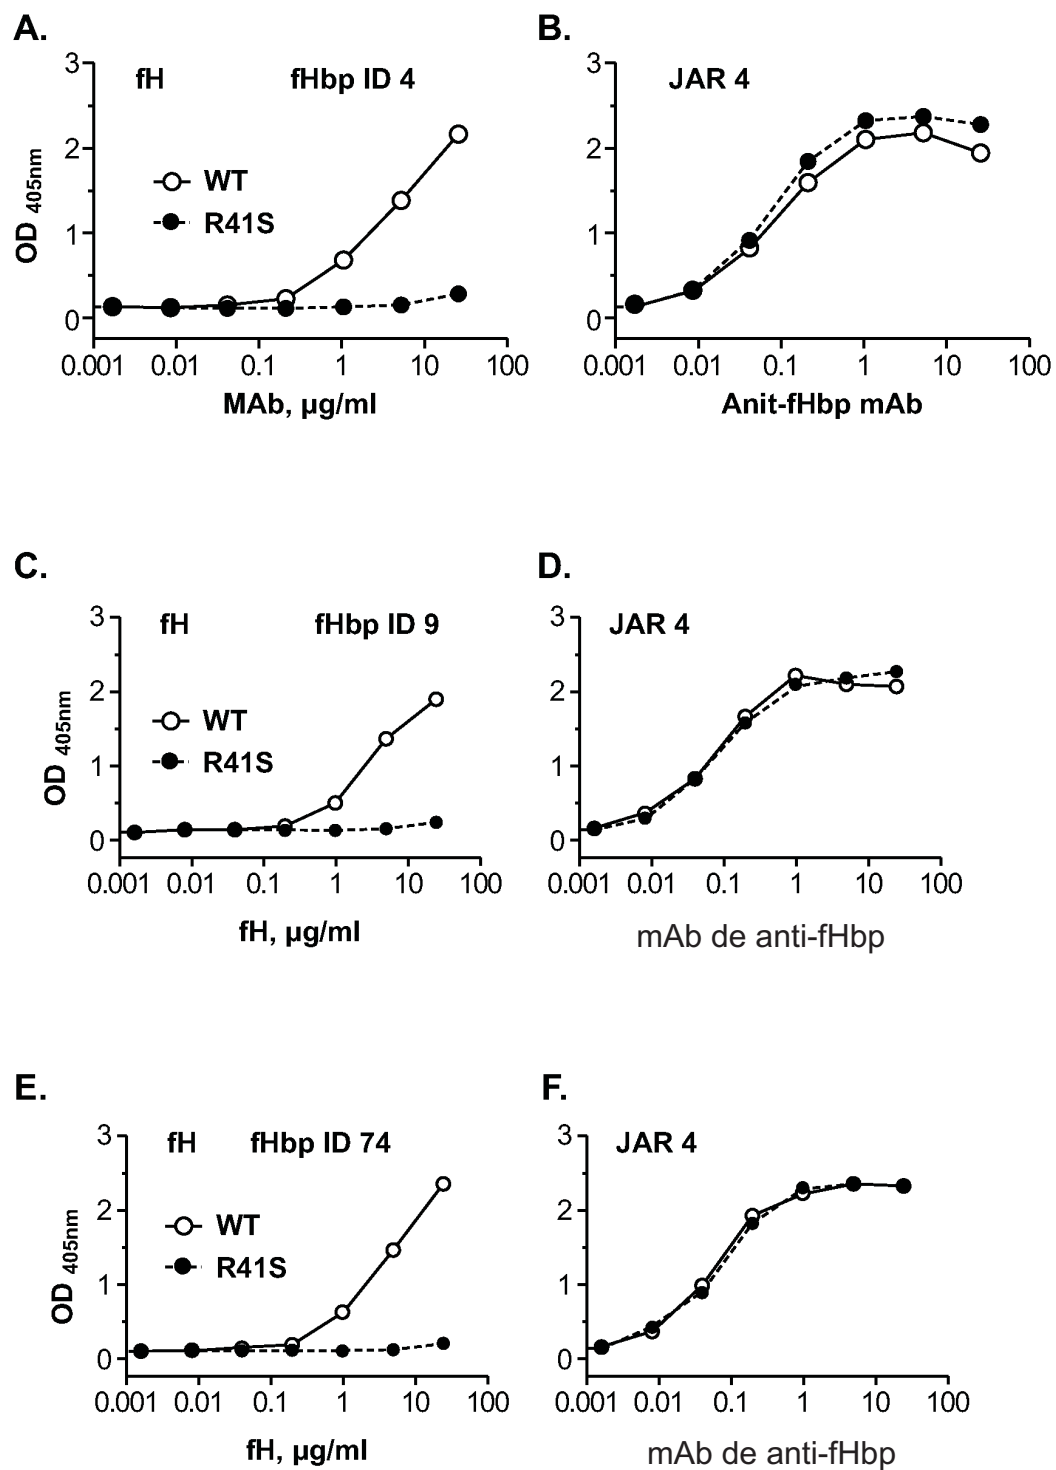 A.
fH fHbp ID 4
3
2
1
0
OD 405nm
WT
R41S
0.001 0.01 0.1 1 10 100
MAb, µg/ml
B.
JAR 4
3
2
1
0
0.001 0.01 0.1 1 10 100
Anit-fHbp mAb
C.
fH fHbp ID 9
3
2
1
0
OD 405nm
WT
R41S
0.001 0.01 0.1 1 10 100
fH, µg/ml
D.
JAR 4
3
2
1
0
0.001 0.01 0.1 1 10 100
mAb de anti-fHbp
E.
fH fHbp ID 74
3
2
1
0
OD 405nm
WT
R41S
0.001 0.01 0.1 1 10 100
fH, µg/ml
F.
JAR 4
3
2
1
0
0.001 0.01 0.1 1 10 100
mAb de anti-fHbp